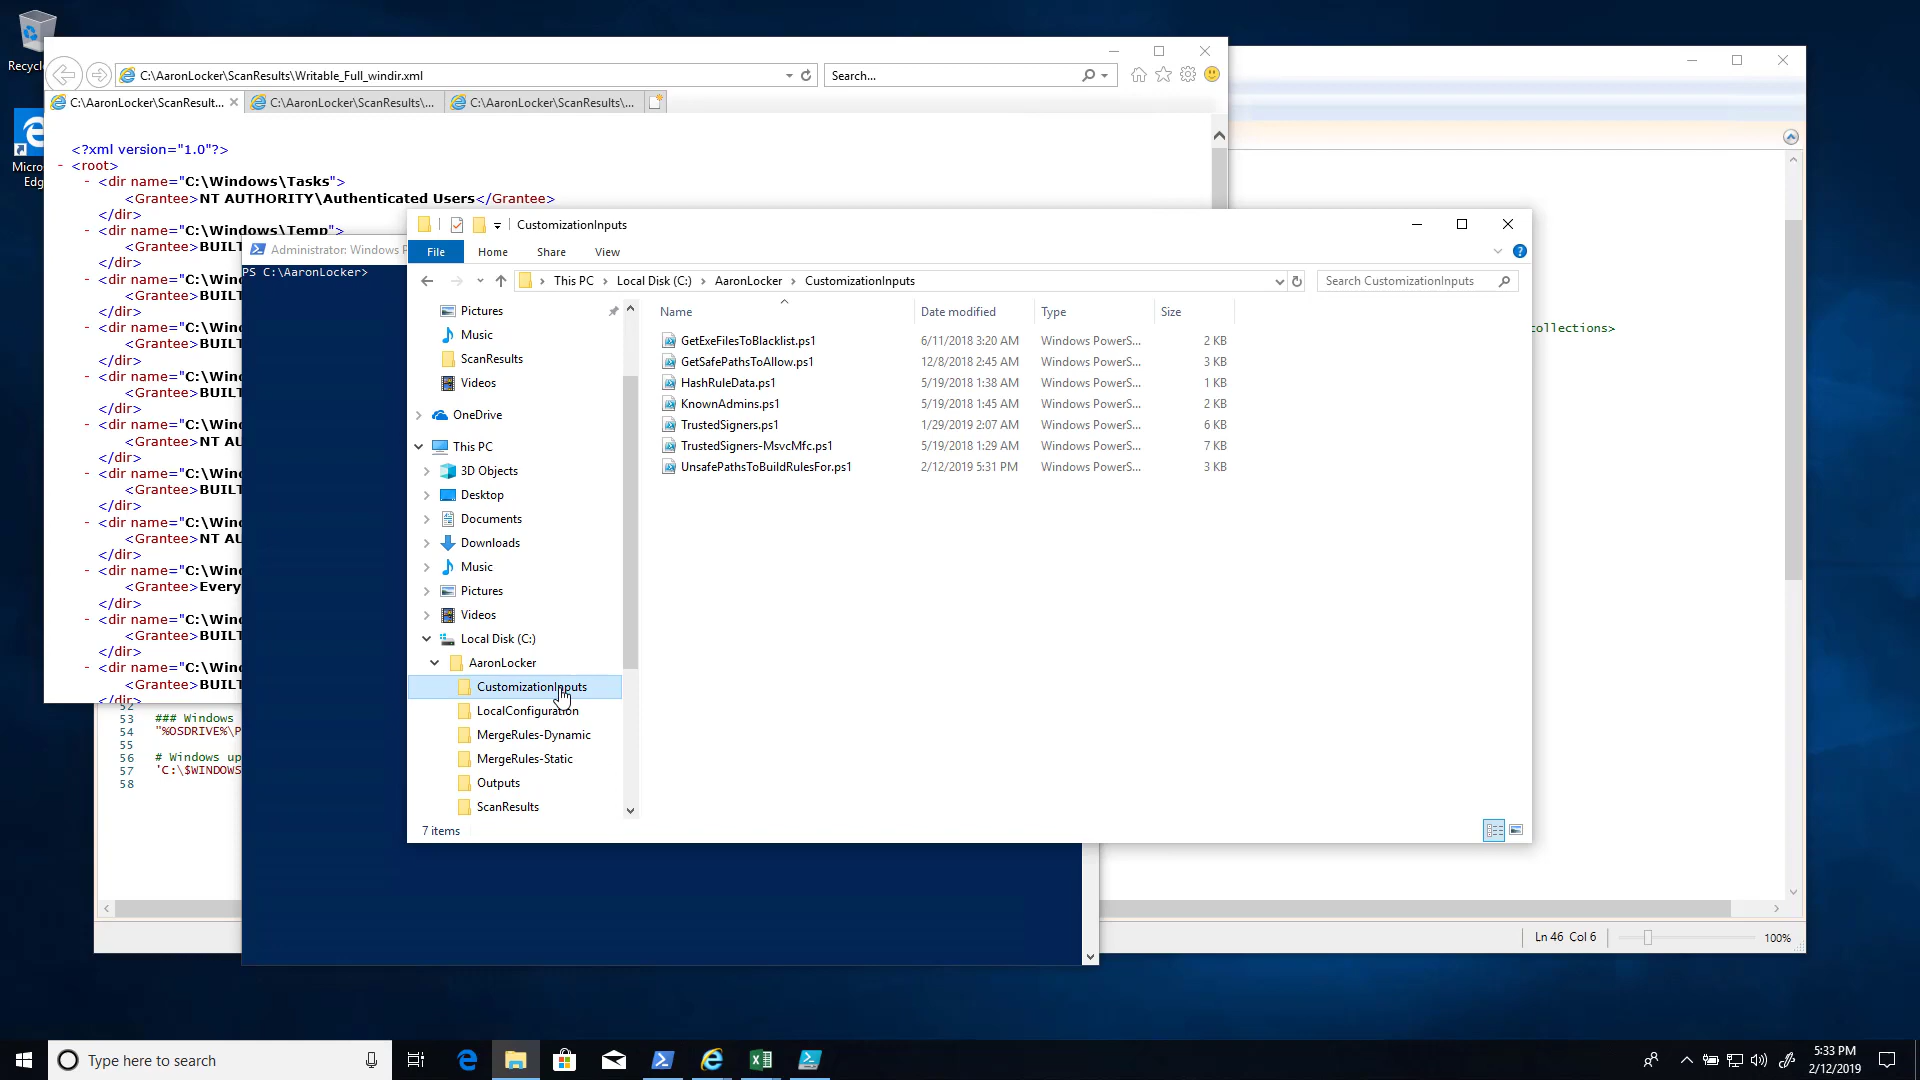 Recycle
Micro
Edg
C:\AaronLocker\ScanResults\Writable_Full_windir.xml
Search...
C:\AaronLocker\ScanResult...
C:\AaronLocker\ScanResults\...
C:\AaronLocker\ScanResults\...
<?xml version="1.0"?>
- <root>
- <dir name="C:\Windows\Tasks">
<Grantee>NT AUTHORITY\Authenticated Users</Grantee>
</dir>
- <dir name="C:\Windows\Temp">
<Grantee>BUILT
</dir>
- <dir name="C:\Wind
<Grantee>BUILT
</dir>
- <dir name="C:\Wind
<Grantee>BUILT
</dir>
- <dir name="C:\Wind
<Grantee>BUILT
</dir>
- <dir name="C:\Wind
<Grantee>NT AU
</dir>
- <dir name="C:\Wind
<Grantee>BUILT
</dir>
- <dir name="C:\Wind
<Grantee>NT AU
</dir>
- <dir name="C:\Wind
<Grantee>Every
</dir>
- <dir name="C:\Wind
<Grantee>BUILT
</dir>
- <dir name="C:\Wind
<Grantee>BUILT
</dir>
Administrator: Windows P
PS C:\AaronLocker>
CustomizationInputs
File
Home
Share
View
This PC > Local Disk (C:) > AaronLocker > CustomizationInputs
Search CustomizationInputs
Pictures
Music
ScanResults
Videos
OneDrive
This PC
3D Objects
Desktop
Documents
Downloads
Music
Pictures
Videos
Local Disk (C:)
AaronLocker
CustomizationInputs
LocalConfiguration
MergeRules-Dynamic
MergeRules-Static
Outputs
ScanResults
Name Date modified Type Size
GetExeFilesToBlacklist.ps1 6/11/2018 3:20 AM Windows PowerS... 2 KB
GetSafePathsToAllow.ps1 12/8/2018 2:45 AM Windows PowerS... 3 KB
HashRuleData.ps1 5/19/2018 1:38 AM Windows PowerS... 1 KB
KnownAdmins.ps1 5/19/2018 1:45 AM Windows PowerS... 2 KB
TrustedSigners.ps1 1/29/2019 2:07 AM Windows PowerS... 6 KB
TrustedSigners-MsvcMfc.ps1 5/19/2018 1:29 AM Windows PowerS... 7 KB
UnsafePathsToBuildRulesFor.ps1 2/12/2019 5:31 PM Windows PowerS... 3 KB
7 items
ollections>
52
53 ### Windows
54 "%OSDRIVE%\P
55
56 # Windows up
57 'C:\$WINDOWS
58
Ln 46 Col 6
100%
Type here to search
5:33 PM
2/12/2019